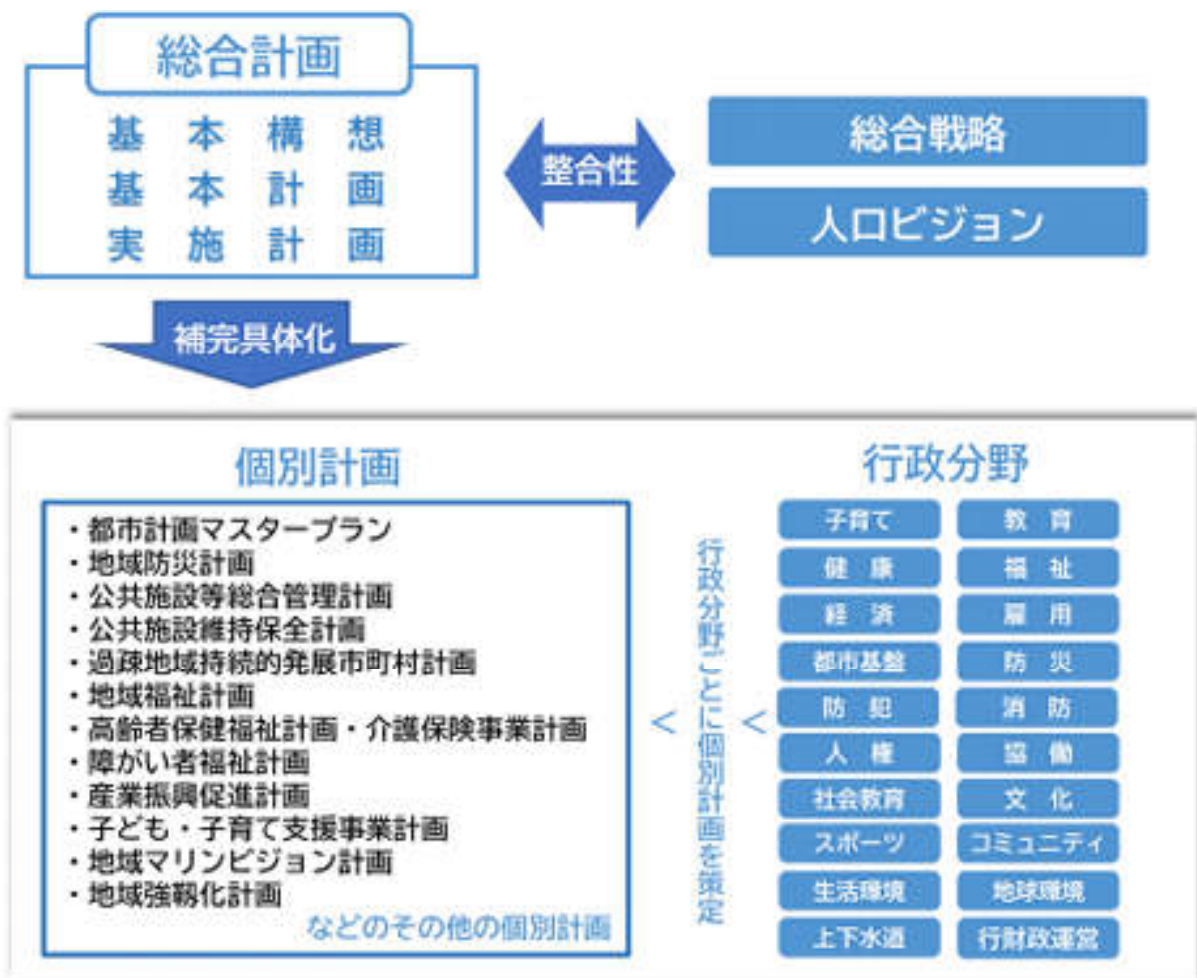 総合計画
基本構想
基本計画
実施計画
整合性
総合戦略
人口ビジョン
補完具体化
個別計画
・都市計画マスタープラン
・地域防災計画
・公共施設等総合管理計画
・公共施設維持保全計画
・過疎地域持続的発展市町村計画
・地域福祉計画
・高齢者保健福祉計画・介護保険事業計画
・障がい者福祉計画
・産業振興促進計画
・子ども・子育て支援事業計画
・地域マリンビジョン計画
・地域強靱化計画
などのその他の個別計画
<
行政分野ごとに個別計画を策定
<
行政分野
子育て 教育
健康 福祉
経済 雇用
都市基盤 防災
防犯 消防
人権 協働
社会教育 文化
スポーツ コミュニティ
生活環境 地球環境
上下水道 行財政運営